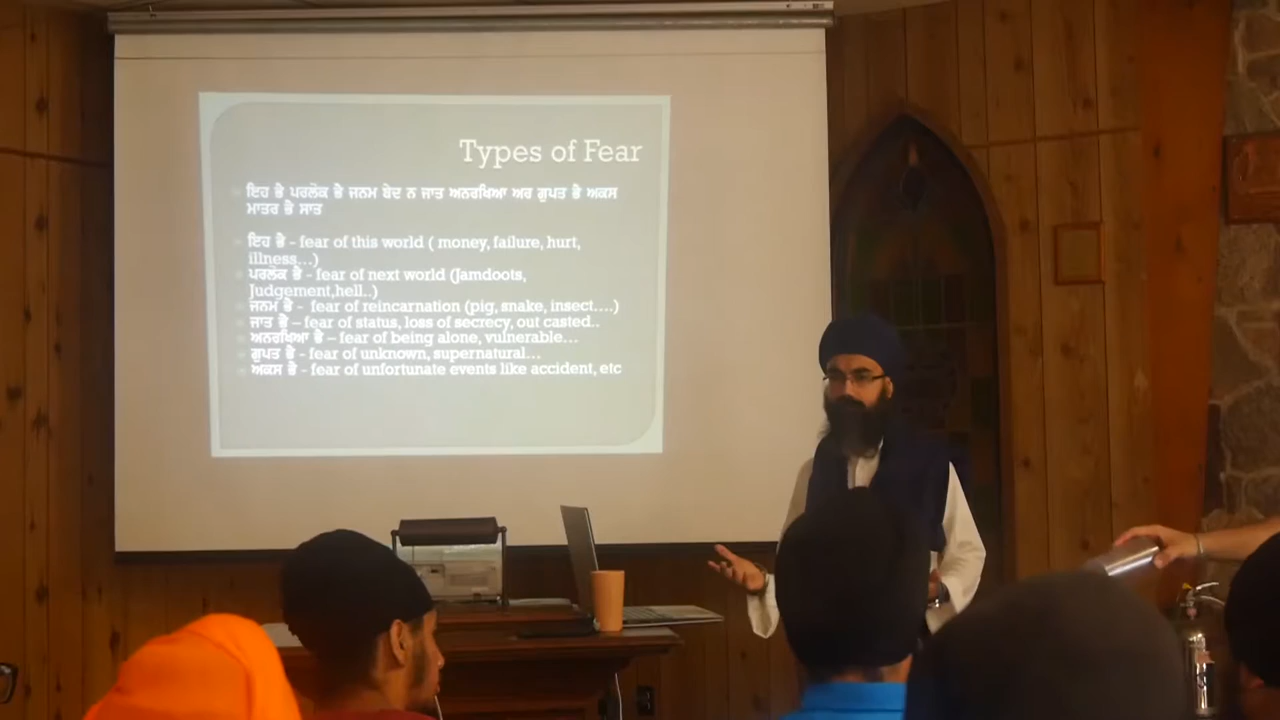 Types of Fear
ਇਹ ਭੈ ਪਰਲੋਕ ਭੈ ਜਨਮ ਬੇਦ ਨ ਜਾਤ ਅਨਰਖਿਆ ਅਰ ਗੁਪਤ ਭੈ ਅਕਸ
ਮਾਤਰ ਭੈ ਸਾਤ
ਇਹ ਭੈ - fear of this world ( money, failure, hurt,
illness...)
ਪਰਲੋਕ ਭੈ - fear of next world (Jamdoots,
Judgement,hell..)
ਜਨਮ ਭੈ - fear of reincarnation (pig, snake, insect....)
ਜਾਤ ਭੈ – fear of status, loss of secrecy, out casted..
ਅਨਰਖਿਆ ਭੈ – fear of being alone, vulnerable...
ਗੁਪਤ ਭੈ - fear of unknown, supernatural...
ਅਕਸ ਭੈ - fear of unfortunate events like accident, etc